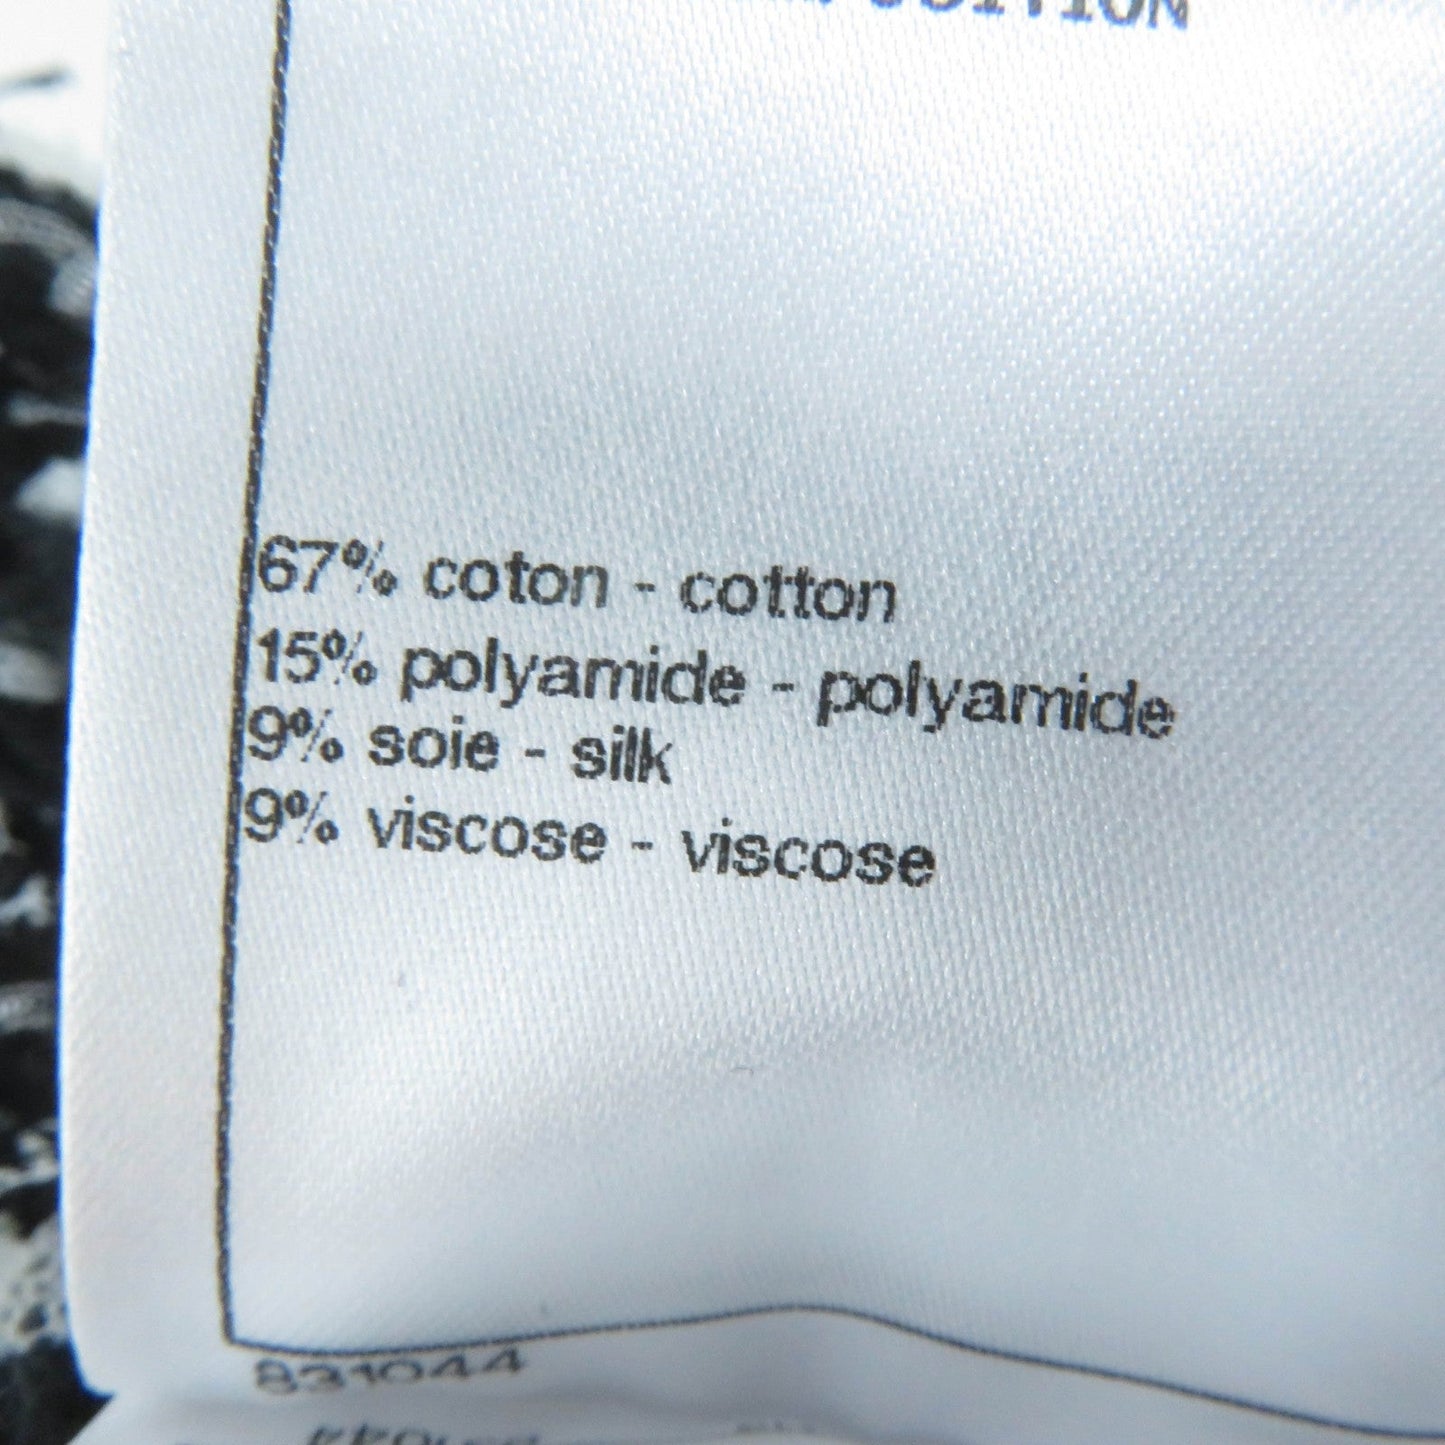 67% coton - cotton
15% polyamide - polyamide
9% soie - silk
9% viscose - viscose
831044